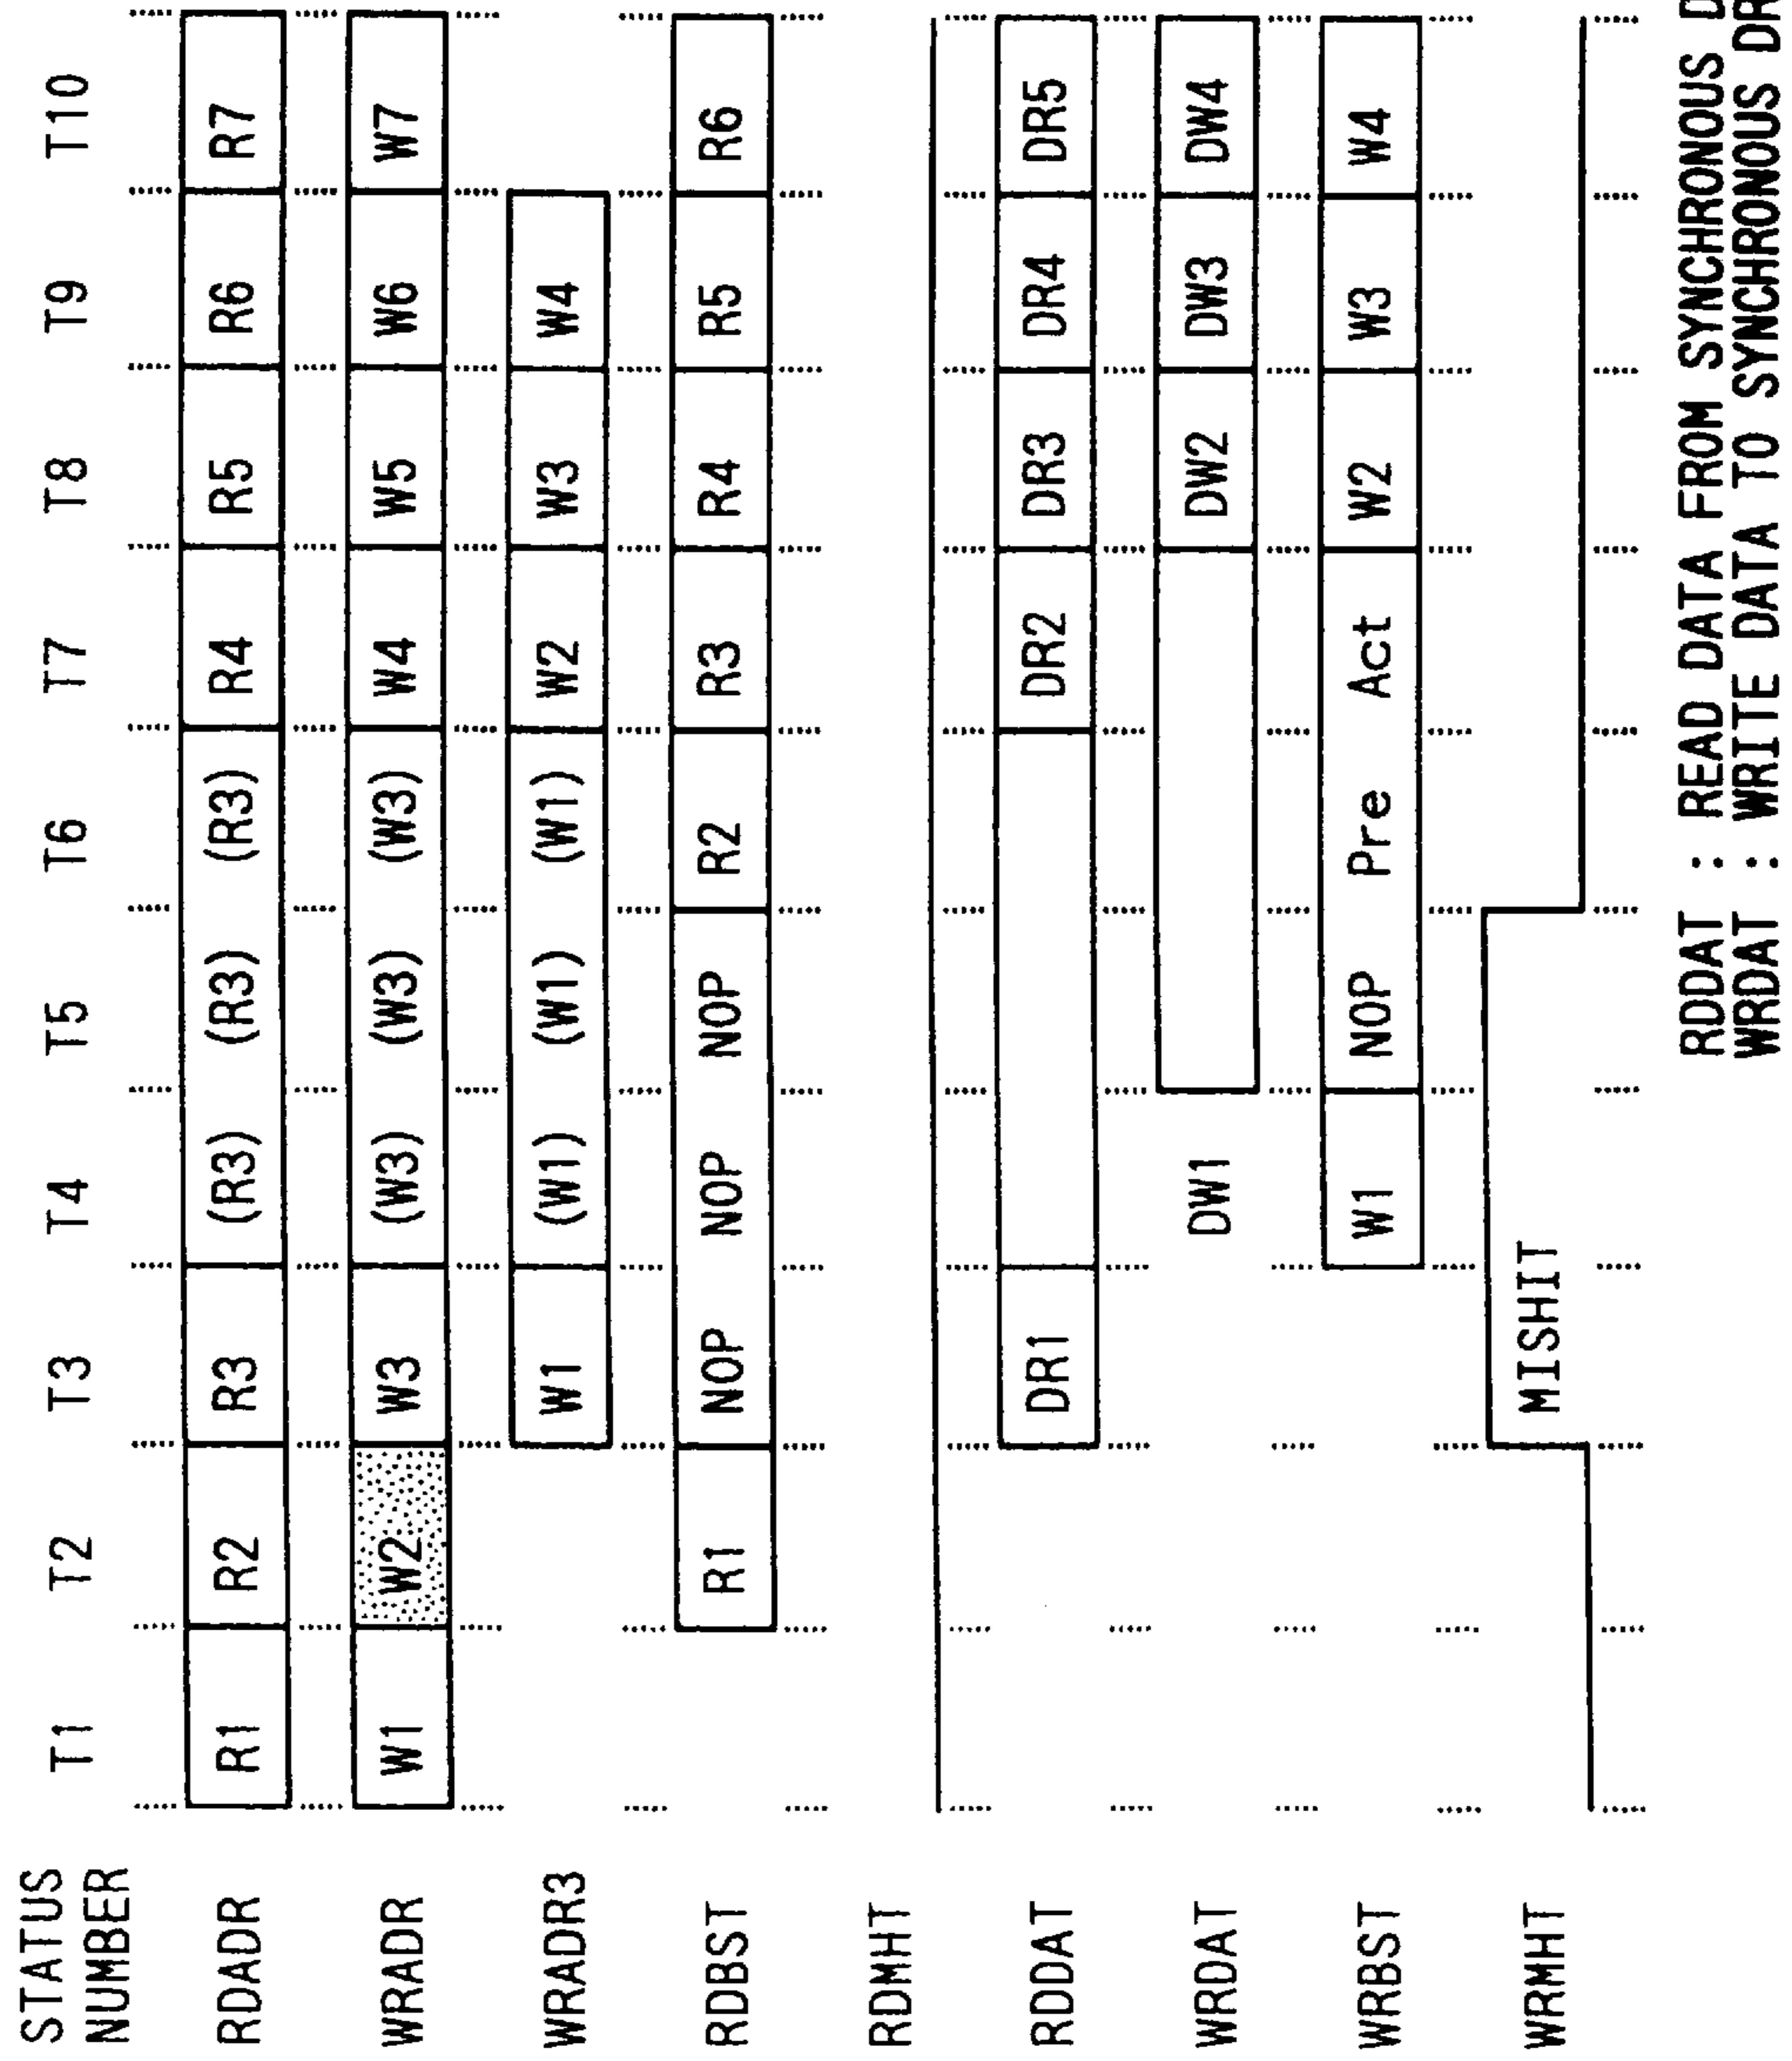 STATUS NUMBER T1 T2 T3 T4 T5 T6 T7 T8 T9 T10
RDADR R1 R2 R3 (R3) (R3) (R3) R4 R5 R6 R7
WRADR W1 W2 W3 (W3) (W3) (W3) W4 W5 W6 W7
WRADR3 W1 (W1) (W1) (W1) W2 W3 W4
RDBST R1 NOP NOP NOP R2 R3 R4 R5 R6
RDMHT
RDDAT DR1 DR2 DR3 DR4 DR5
WRDAT DW1 DW2 DW3 DW4
WRBST W1 NOP Pre Act W2 W3 W4
WRMHT MISHIT
RDDAT : READ DATA FROM SYNCHRONOUS
WRDAT : WRITE DATA TO SYNCHRONOUS